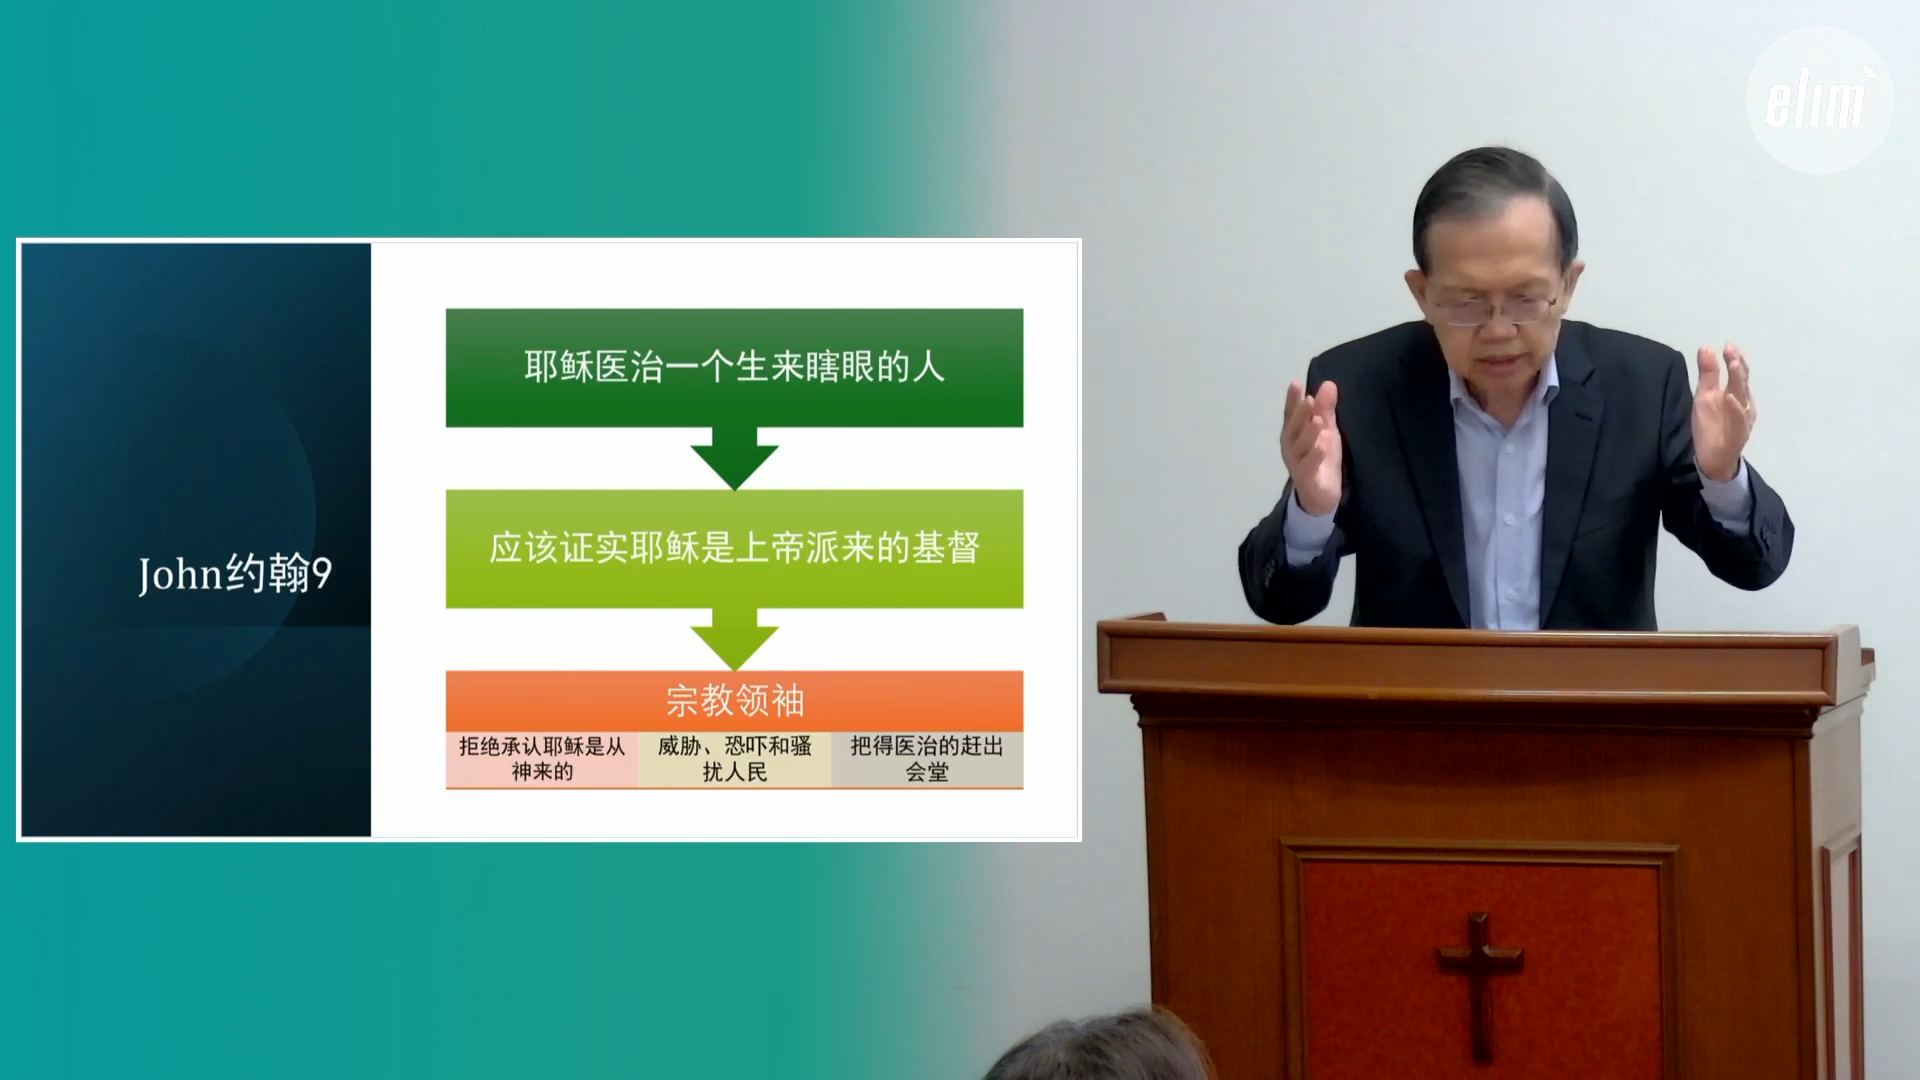 elim
John约翰9
耶稣医治一个生来瞎眼的人
应该证实耶稣是上帝派来的基督
宗教领袖
拒绝承认耶稣是从
神来的
威胁、恐吓和骚
扰人民
把得医治的赶出
会堂